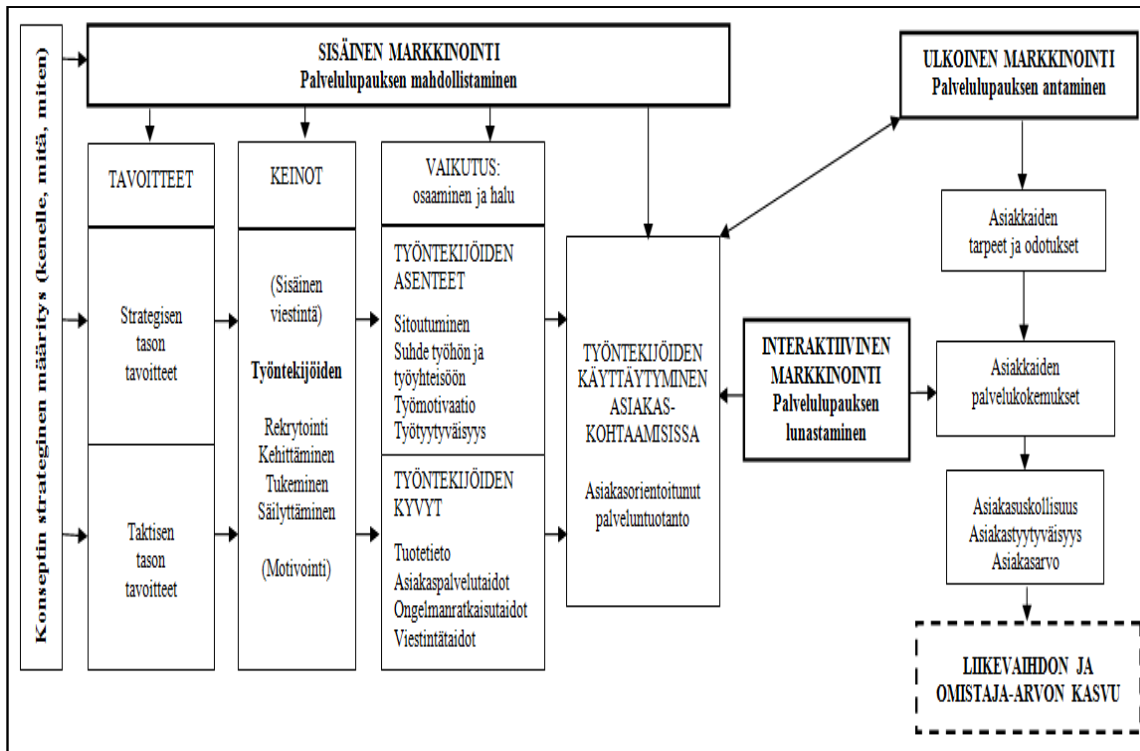 Konseptin strateginen määritys (kenelle, mitä, miten)
SISÄINEN MARKKINOINTI
Palvelulupauksen mahdollistaminen
ULKOINEN MARKKINOINTI
Palvelulupauksen antaminen
TAVOITTEET
Strategisen
tason
tavoitteet
Taktisen
tason
tavoitteet
KEINOT
(Sisäinen
viestintä)
Työntekijöiden
Rekrytointi
Kehittäminen
Tukeminen
Säilyttäminen
(Motivointi)
VAIKUTUS:
osaaminen ja halu
TYÖNTEKIJÖIDEN
ASENTEET
Sitoutuminen
Suhde työhön ja
työyhteisöön
Työmotivaatio
Työtyytyväisyys
TYÖNTEKIJÖIDEN
KYVYT
Tuotetieto
Asiakaspalvelutaidot
Ongelmanratkaisutaidot
Viestintätaidot
TYÖNTEKIJÖIDEN
KÄYTTÄYTYMINEN
ASIAKAS-
KOHTAAMISISSA
Asiakasorientoitunut
palveluntuotanto
INTERAKTIIVINEN
MARKKINOINTI
Palvelulupauksen
lunastaminen
Asiakkaiden
tarpeet ja odotukset
Asiakkaiden
palvelukokemukset
Asiakasuskollisuus
Asiakastyytyväisyys
Asiakasarvo
LIIKEVAIHDON JA
OMISTAJA-ARVON KASVU